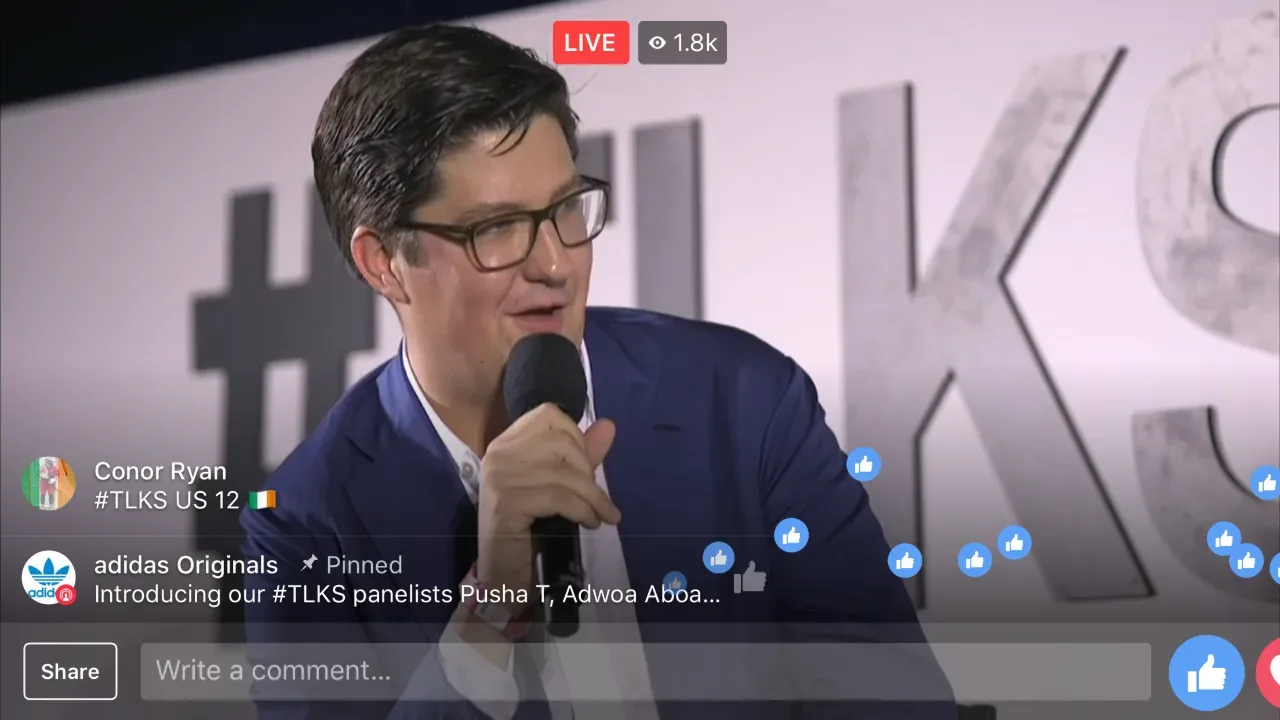 LIVE 1.8k
#TLKS
Conor Ryan
#TLKS US 12 🇮🇪
adidas Originals Pinned
adid
Introducing our #TLKS panelists Pusha T, Adwoa Aboa...
Share Write a comment...